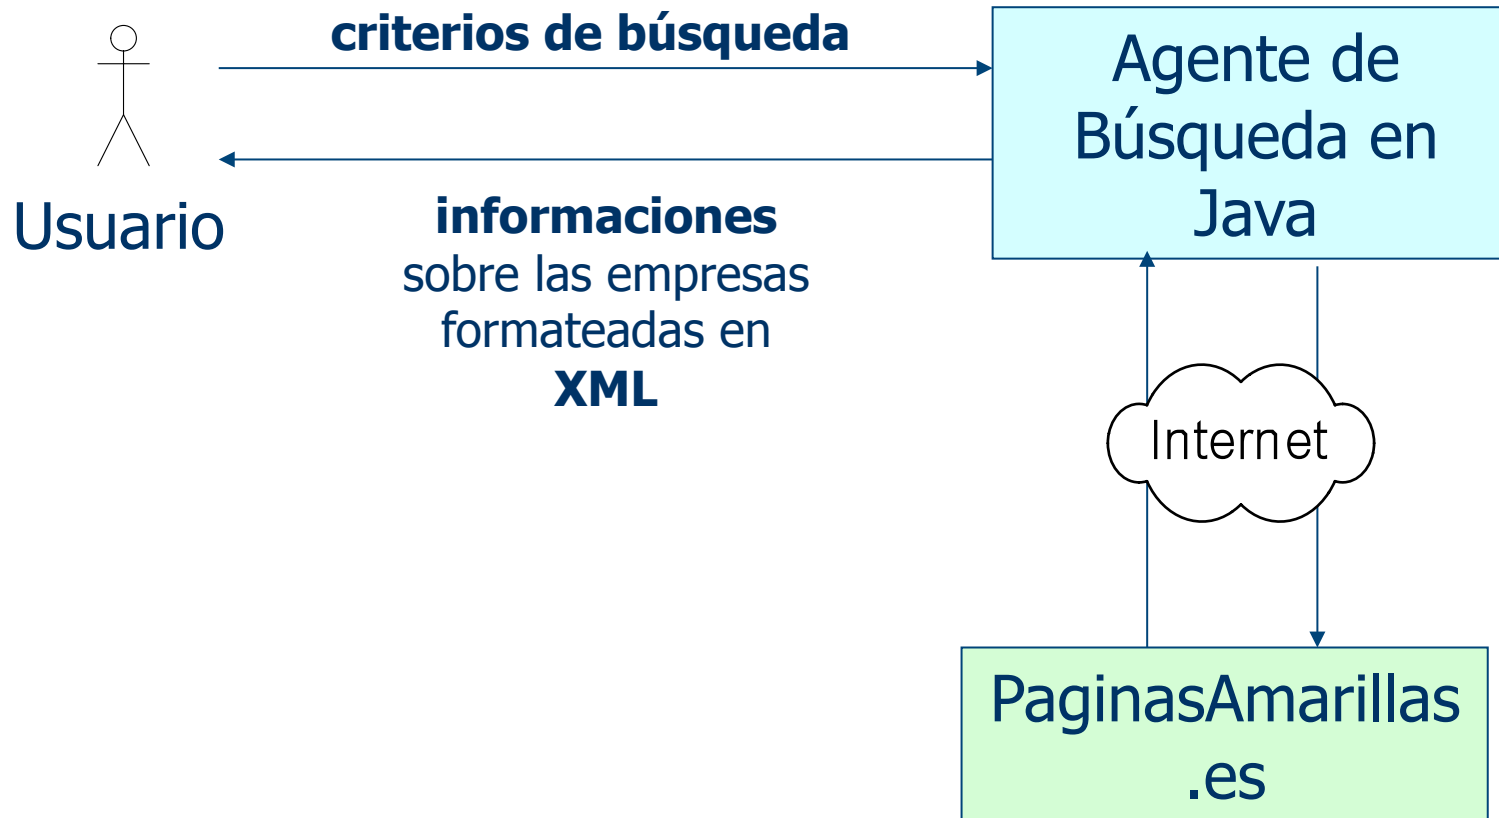 criterios de búsqueda
Agente de
Búsqueda en
Java
Usuario
informaciones
sobre las empresas
formateadas en
XML
Internet
PaginasAmarillas
.es